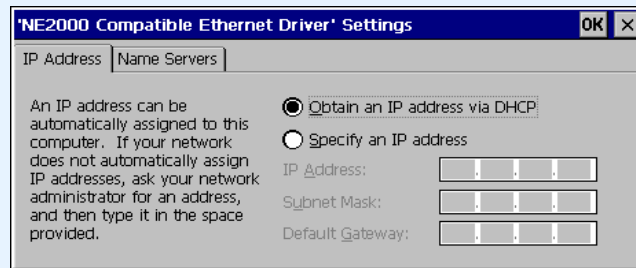 'NE2000 Compatible Ethernet Driver' Settings OK ×
IP Address Name Servers
An IP address can be
automatically assigned to this
computer. If your network
does not automatically assign
IP addresses, ask your network
administrator for an address,
and then type it in the space
provided.
Obtain an IP address via DHCP
Specify an IP address
IP Address:
Subnet Mask:
Default Gateway: